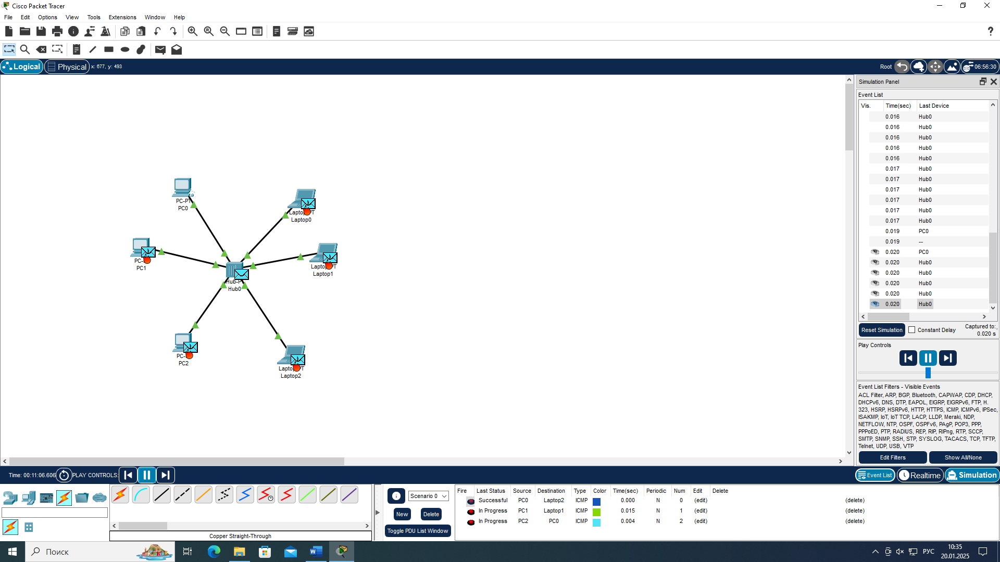 Cisco Packet Tracer
File Edit Options View Tools Extensions Window Help
Logical Physical x: 677, y: 493 Root 06:56:30
Simulation Panel
Event List
Vis. Time(sec) Last Device
0.016 Hub0
0.016 Hub0
0.016 Hub0
0.016 Hub0
0.016 Hub0
0.017 Hub0
0.017 Hub0
0.017 Hub0
0.017 Hub0
0.017 Hub0
0.017 Hub0
0.019 PC0
0.019 --
0.020 PC0
0.020 Hub0
0.020 Hub0
0.020 Hub0
0.020 Hub0
0.020 Hub0
Reset Simulation Constant Delay Captured to:
0.020 s
Play Controls
Event List Filters - Visible Events
ACL Filter, ARP, BGP, Bluetooth, CAPWAP, CDP, DHCP,
DHCPv6, DNS, DTP, EAPOL, EIGRP, EIGRPv6, FTP, H.
323, HSRP, HSRPv6, HTTP, HTTPS, ICMP, ICMPv6, IPSec,
ISAKMP, IoT, IoT TCP, LACP, LLDP, Meraki, NDP,
NETFLOW, NTP, OSPF, OSPFv6, PAgP, POP3, PPP,
PPPoED, PTP, RADIUS, REP, RIP, RIPng, RTP, SCCP,
SMTP, SNMP, SSH, STP, SYSLOG, TACACS, TCP, TFTP,
Telnet, UDP, USB, VTP
Edit Filters Show All/None
PC-PT
PC0
Laptop0
PC1
Laptop1
Hub0
PC2
Laptop2
Time: 00:11:06.606 PLAY CONTROLS:
Event List Realtime Simulation
Scenario 0
New Delete
Toggle PDU List Window
Copper Straight-Through
Fire Last Status Source Destination Type Color Time(sec) Periodic Num Edit Delete
Successful PC0 Laptop2 ICMP 0.000 N 0 (edit) (delete)
In Progress PC1 Laptop1 ICMP 0.015 N 1 (edit) (delete)
In Progress PC2 PC0 ICMP 0.004 N 2 (edit) (delete)
Поиск
РУС
10:35
20.01.2025